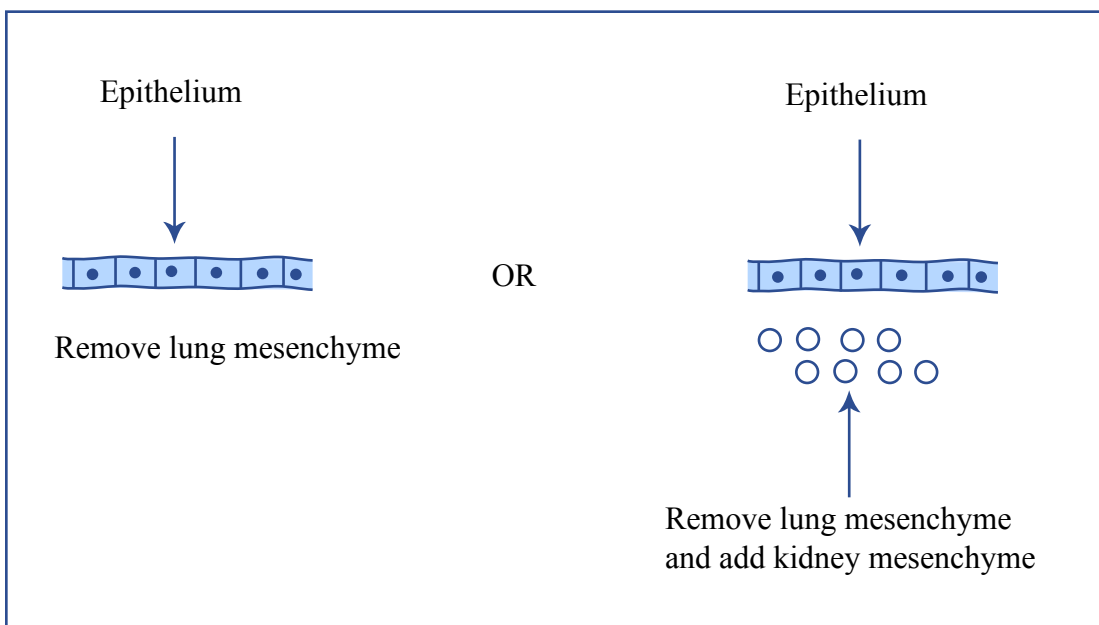 Epithelium
Epithelium
OR
Remove lung mesenchyme
Remove lung mesenchyme
and add kidney mesenchyme